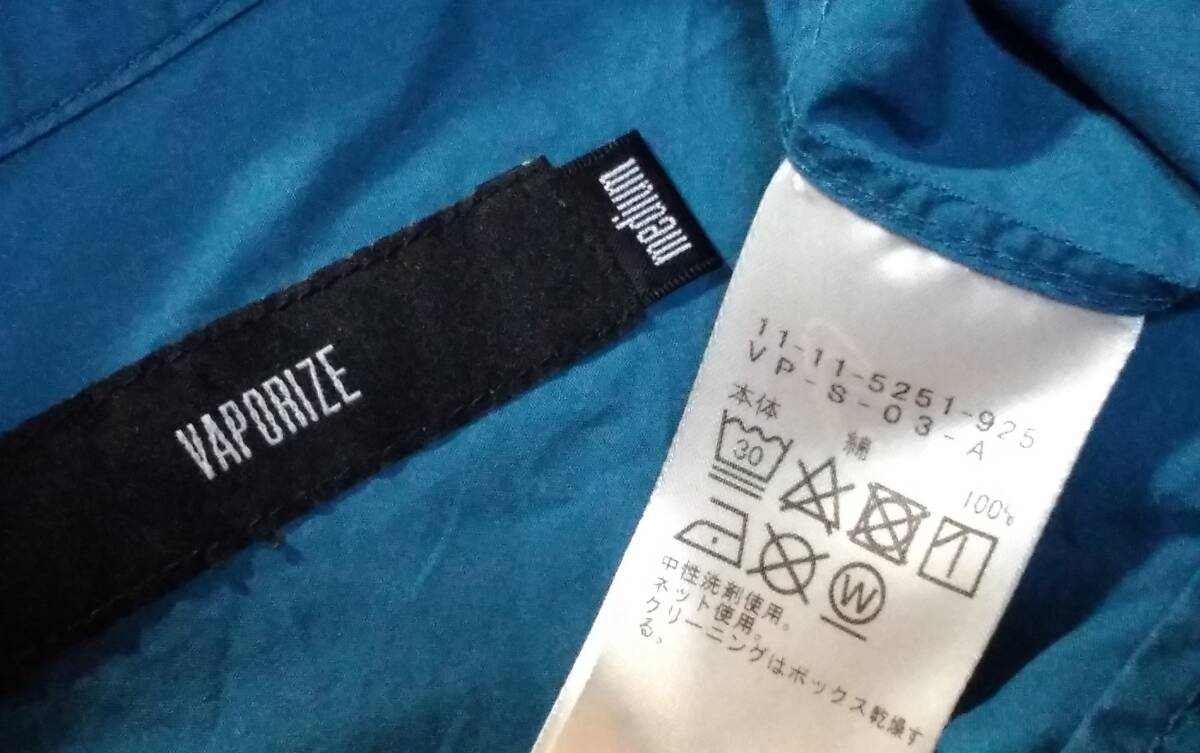 VAPORIZE
medium
11-11-5251-925
VP-S-03-A
本体
綿 100%
30
W
中性洗剤使用。
ネット使用。
クリーニングはボックス乾燥す
る。